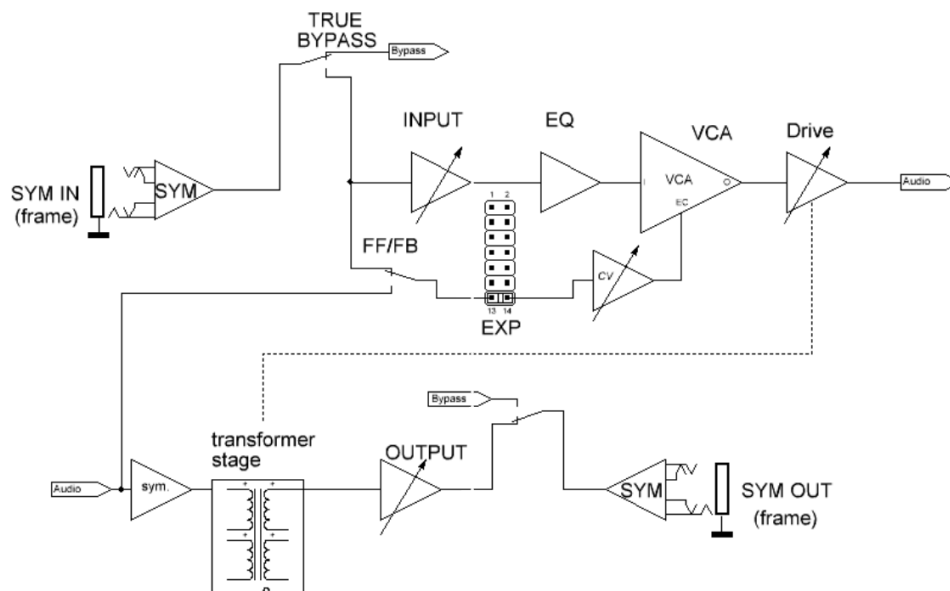 TRUE
BYPASS
Bypass
INPUT
EQ
VCA
Drive
SYM
SYM IN
(frame)
I
VCA
O
EC
Audio
1 2
FF/FB
CV
13 14
EXP
Bypass
transformer
stage
OUTPUT
Audio
sym.
SYM
SYM OUT
(frame)
+ +
+ +